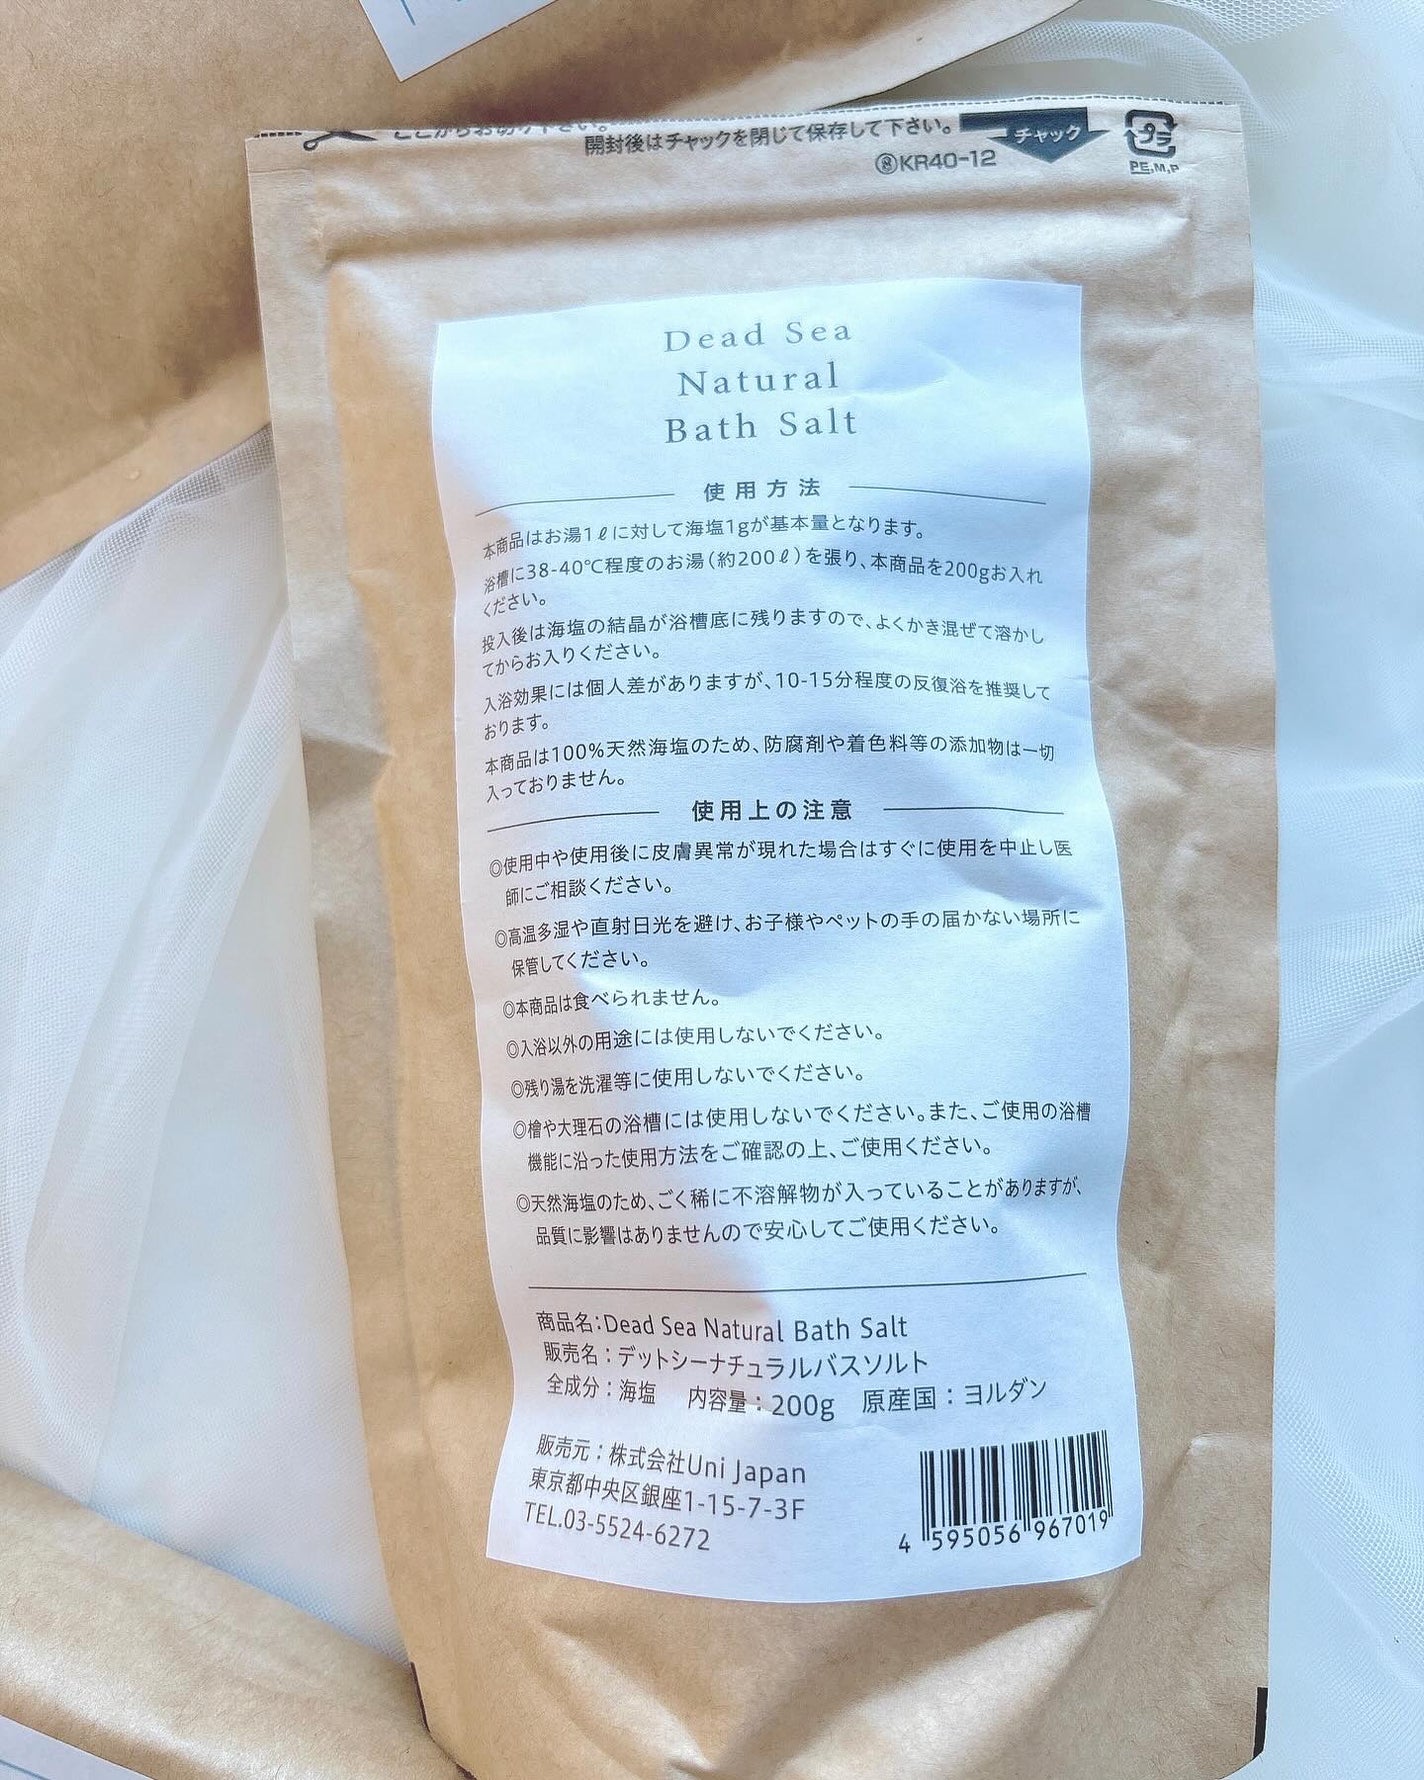 ここからお切り下さい。
開封後はチャックを閉じて保存して下さい。
チャック
プラ
PE,M,P
KR40-12
Dead Sea
Natural
Bath Salt
使用方法
本商品はお湯1ℓに対して海塩1gが基本量となります。
浴槽に38-40℃程度のお湯(約200ℓ)を張り、本商品を200gお入れ
ください。
投入後は海塩の結晶が浴槽底に残りますので、よくかき混ぜて溶かし
てからお入りください。
入浴効果には個人差がありますが、10-15分程度の反復浴を推奨して
おります。
本商品は100%天然海塩のため、防腐剤や着色料等の添加物は一切
入っておりません。
使用上の注意
◎使用中や使用後に皮膚異常が現れた場合はすぐに使用を中止し医
師にご相談ください。
◎高温多湿や直射日光を避け、お子様やペットの手の届かない場所に
保管してください。
◎本商品は食べられません。
◎入浴以外の用途には使用しないでください。
◎残り湯を洗濯等に使用しないでください。
◎檜や大理石の浴槽には使用しないでください。また、ご使用の浴槽
機能に沿った使用方法をご確認の上、ご使用ください。
◎天然海塩のため、ごく稀に不溶解物が入っていることがありますが、
品質に影響はありませんので安心してご使用ください。
商品名:Dead Sea Natural Bath Salt
販売名:デットシーナチュラルバスソルト
全成分:海塩 内容量:200g 原産国:ヨルダン
販売元:株式会社Uni Japan
東京都中央区銀座1-15-7-3F
TEL.03-5524-6272
4 595056 967019